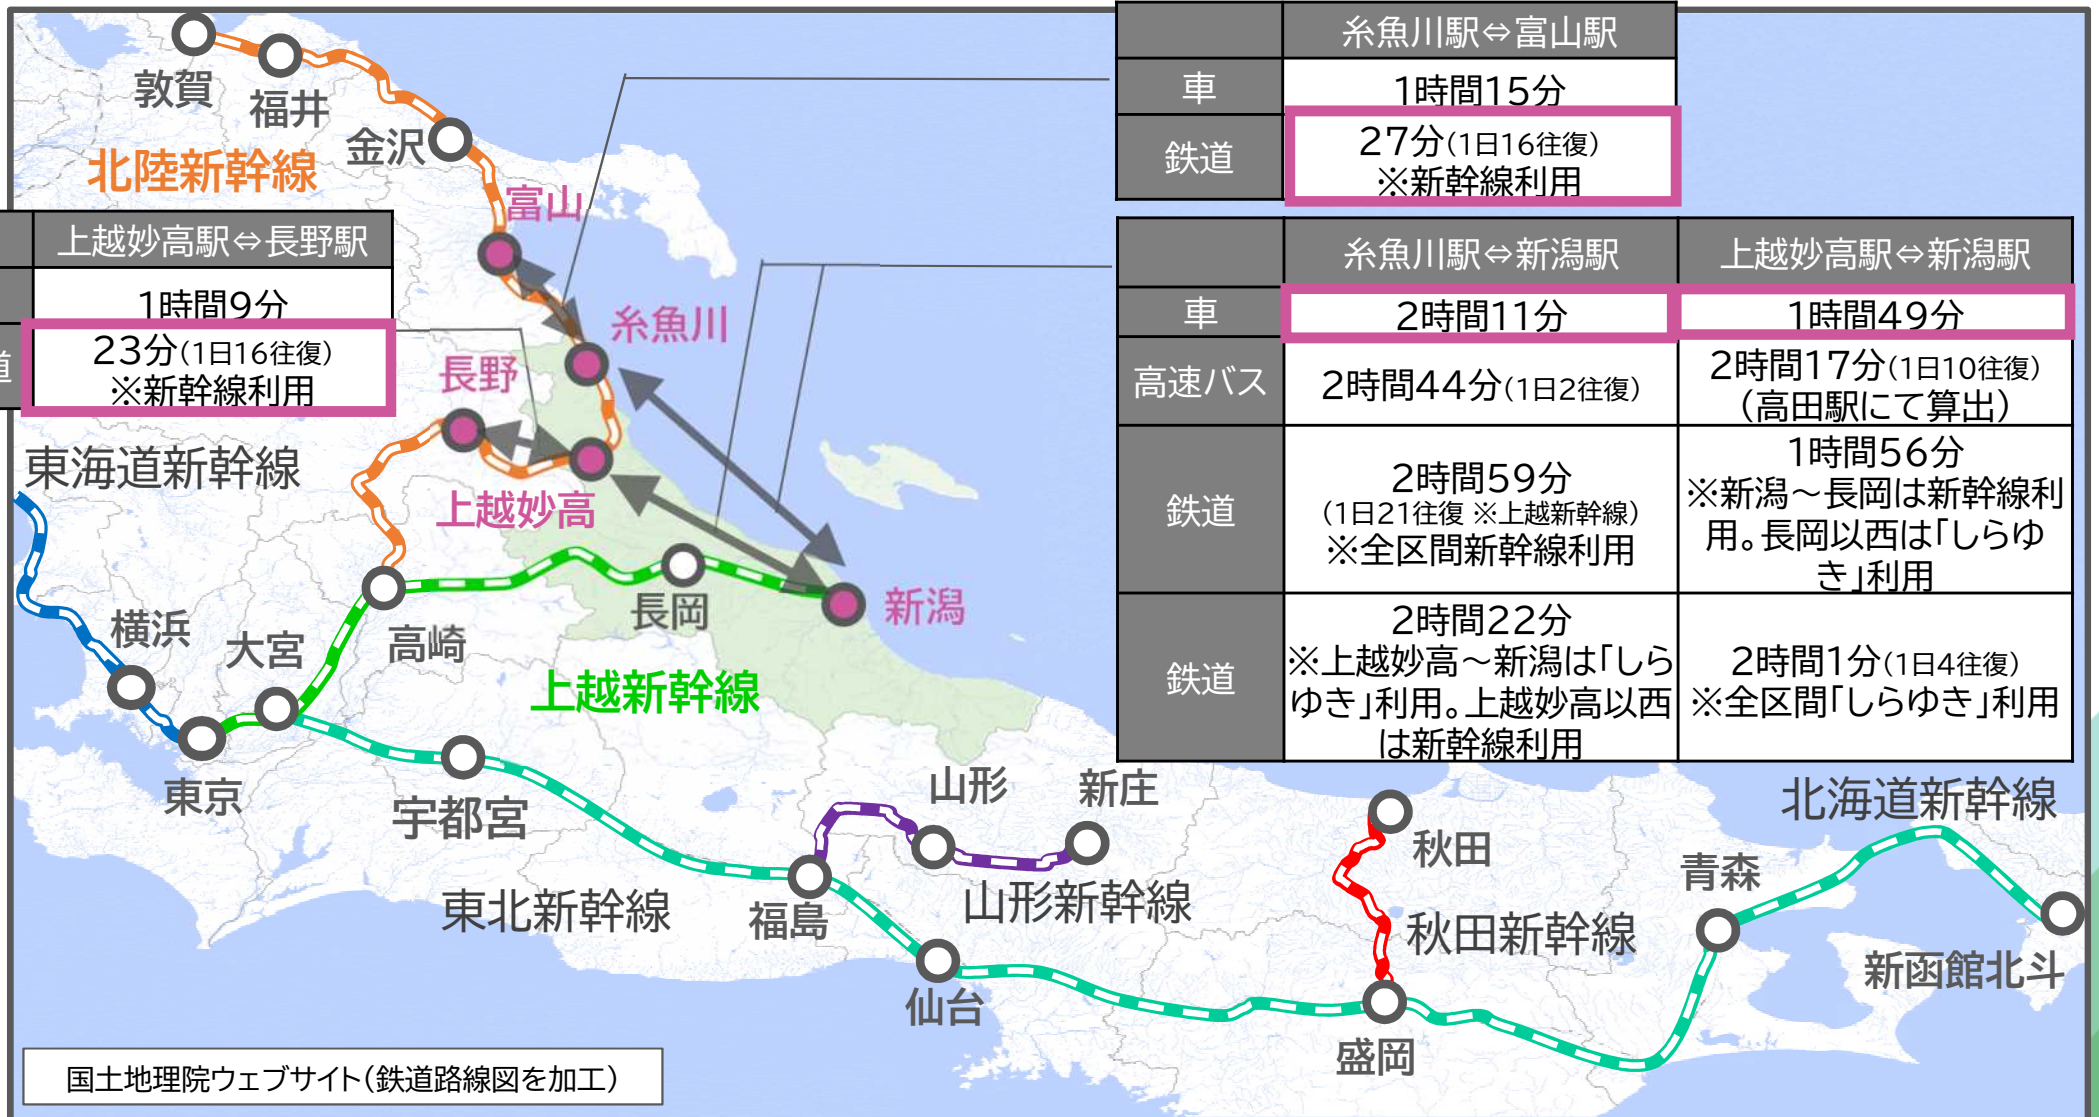 敦賀
福井
金沢
北陸新幹線
富山
糸魚川
長野
上越妙高
東海道新幹線
横浜
大宮
高崎
長岡
新潟
上越新幹線
東京
宇都宮
東北新幹線
福島
山形
新庄
山形新幹線
仙台
秋田
秋田新幹線
盛岡
青森
北海道新幹線
新函館北斗
糸魚川駅⇔富山駅
車 1時間15分
鉄道 27分(1日16往復)
※新幹線利用
上越妙高駅⇔長野駅
1時間9分
道 23分(1日16往復)
※新幹線利用
糸魚川駅⇔新潟駅 上越妙高駅⇔新潟駅
車 2時間11分 1時間49分
高速バス 2時間44分(1日2往復) 2時間17分(1日10往復)
(高田駅にて算出)
鉄道 2時間59分
(1日21往復 ※上越新幹線)
※全区間新幹線利用
1時間56分
※新潟～長岡は新幹線利
用。長岡以西は「しらゆ
き」利用
鉄道 2時間22分
※上越妙高～新潟は「しら
ゆき」利用。上越妙高以西
は新幹線利用
2時間1分(1日4往復)
※全区間「しらゆき」利用
国土地理院ウェブサイト(鉄道路線図を加工)